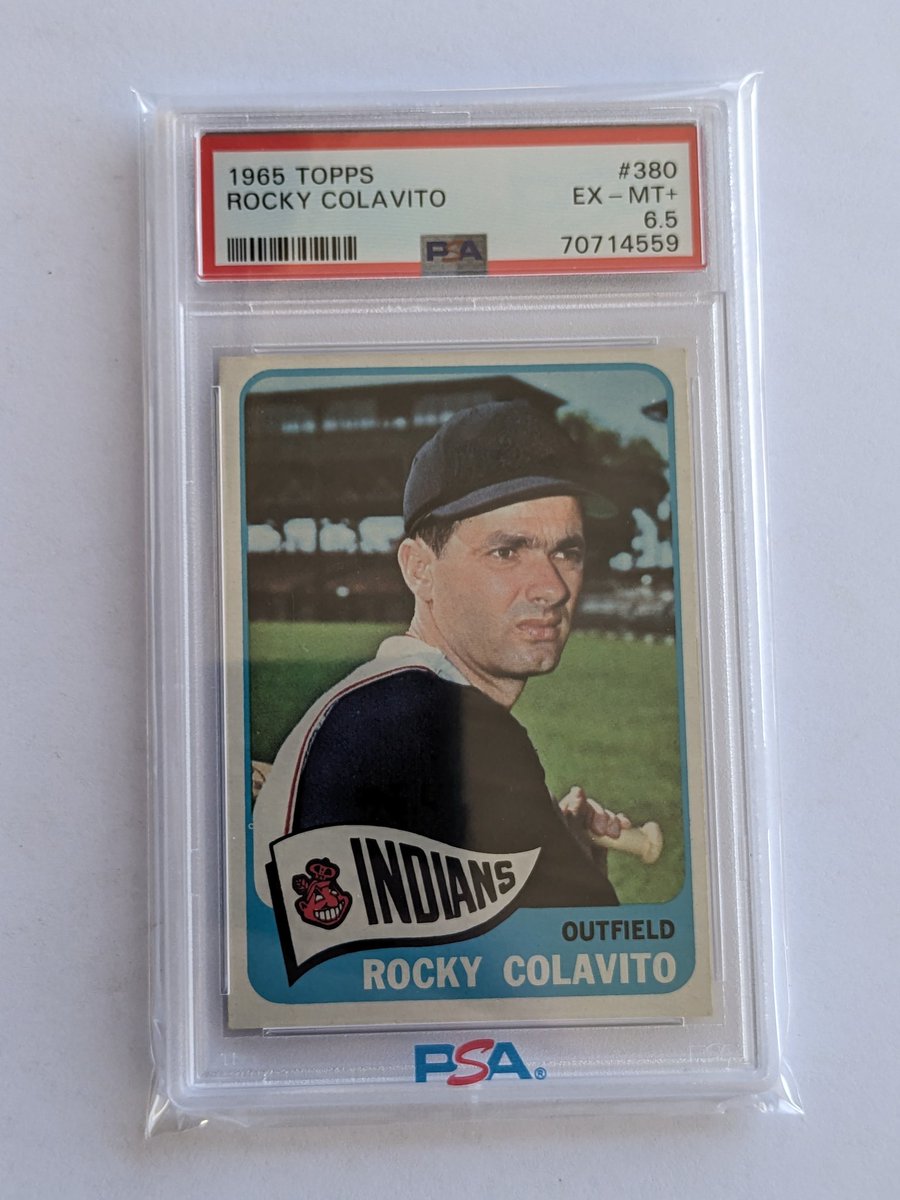 1965 TOPPS #380
ROCKY COLAVITO EX - MT+
6.5
PSA 70714559
INDIANS
OUTFIELD
ROCKY COLAVITO
PSA®